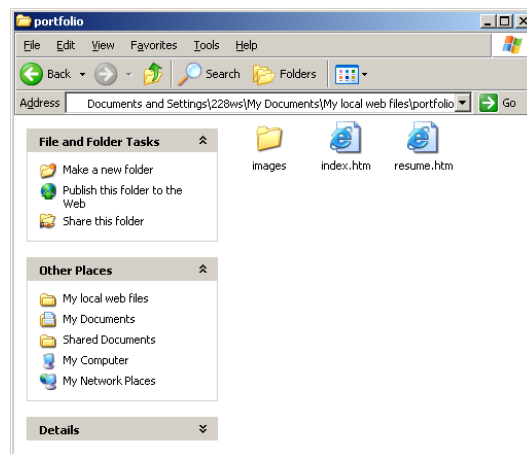 portfolio
File Edit View Favorites Tools Help
Back Search Folders
Address Documents and Settings\228ws\My Documents\My local web files\portfolio Go
File and Folder Tasks
Make a new folder
Publish this folder to the
Web
Share this folder
images index.htm resume.htm
Other Places
My local web files
My Documents
Shared Documents
My Computer
My Network Places
Details